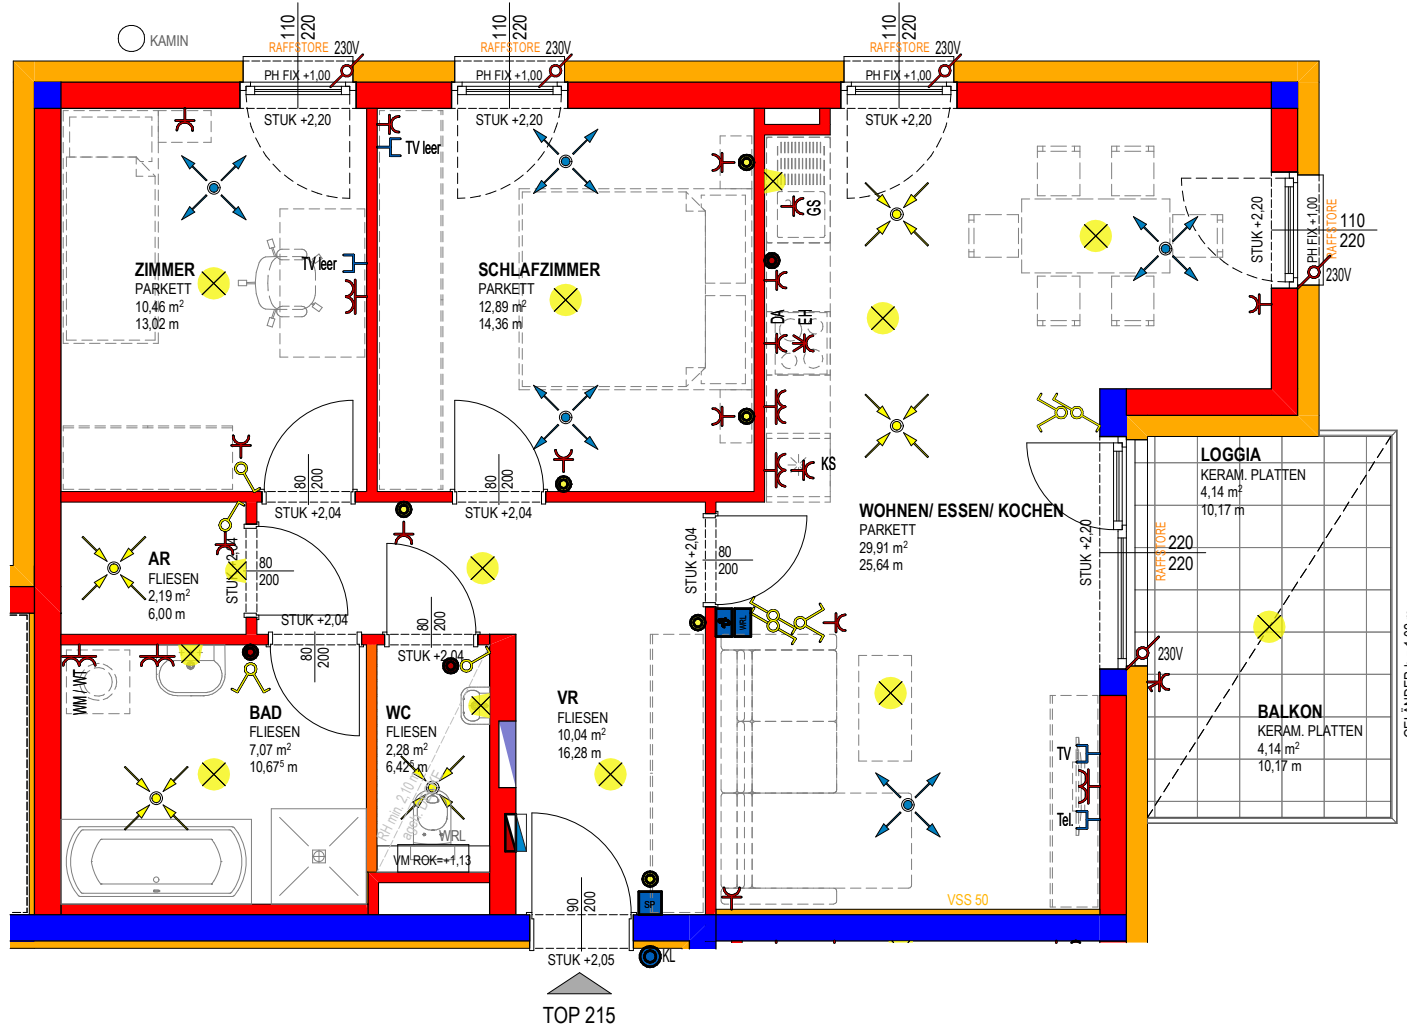 KAMIN
110
220
RAFFSTORE 230V
PH FIX +1,00
STUK +2,20
110
220
RAFFSTORE 230V
PH FIX +1,00
STUK +2,20
110
220
RAFFSTORE 230V
PH FIX +1,00
STUK +2,20
TV leer
GS
STUK +2,20
PH FIX +1,00
RAFFSTORE
110
220
230V
ZIMMER
PARKETT
10,46 m²
13,02 m
TV leer
SCHLAFZIMMER
PARKETT
12,89 m²
14,36 m
DA
EH
KS
80
200
STUK +2,04
80
200
STUK +2,04
LOGGIA
KERAM. PLATTEN
4,14 m²
10,17 m
WOHNEN/ ESSEN/ KOCHEN
PARKETT
29,91 m²
25,64 m
STUK +2,04
80
200
STUK +2,20
RAFFSTORE
220
220
230V
AR
FLIESEN
2,19 m²
6,00 m
80
200
STUK +2,04
80
200
80
200
STUK +2,04
WRL
WM / WT
BAD
FLIESEN
7,07 m²
10,67⁵ m
WC
FLIESEN
2,28 m²
6,42⁵ m
RH min. 2,10 m
WRL
VM ROK=+1,13
VR
FLIESEN
10,04 m²
16,28 m
BALKON
KERAM. PLATTEN
4,14 m²
10,17 m
TV
Tel.
VSS 50
90
200
SP
STUK +2,05
KL
TOP 215